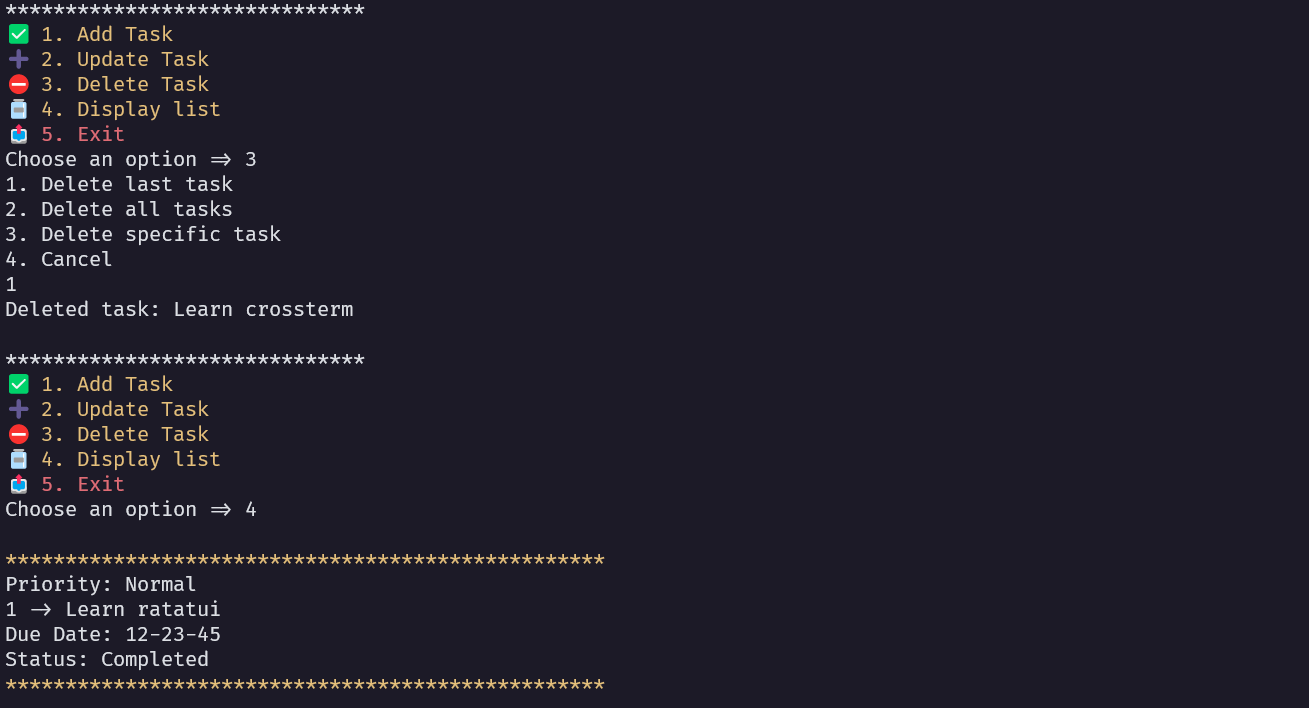 ******************************
✅ 1. Add Task
➕ 2. Update Task
⛔ 3. Delete Task
🫙 4. Display list
📤 5. Exit
Choose an option => 3
1. Delete last task
2. Delete all tasks
3. Delete specific task
4. Cancel
1
Deleted task: Learn crossterm
******************************
✅ 1. Add Task
➕ 2. Update Task
⛔ 3. Delete Task
🫙 4. Display list
📤 5. Exit
Choose an option => 4
**************************************************
Priority: Normal
1 -> Learn ratatui
Due Date: 12-23-45
Status: Completed
**************************************************